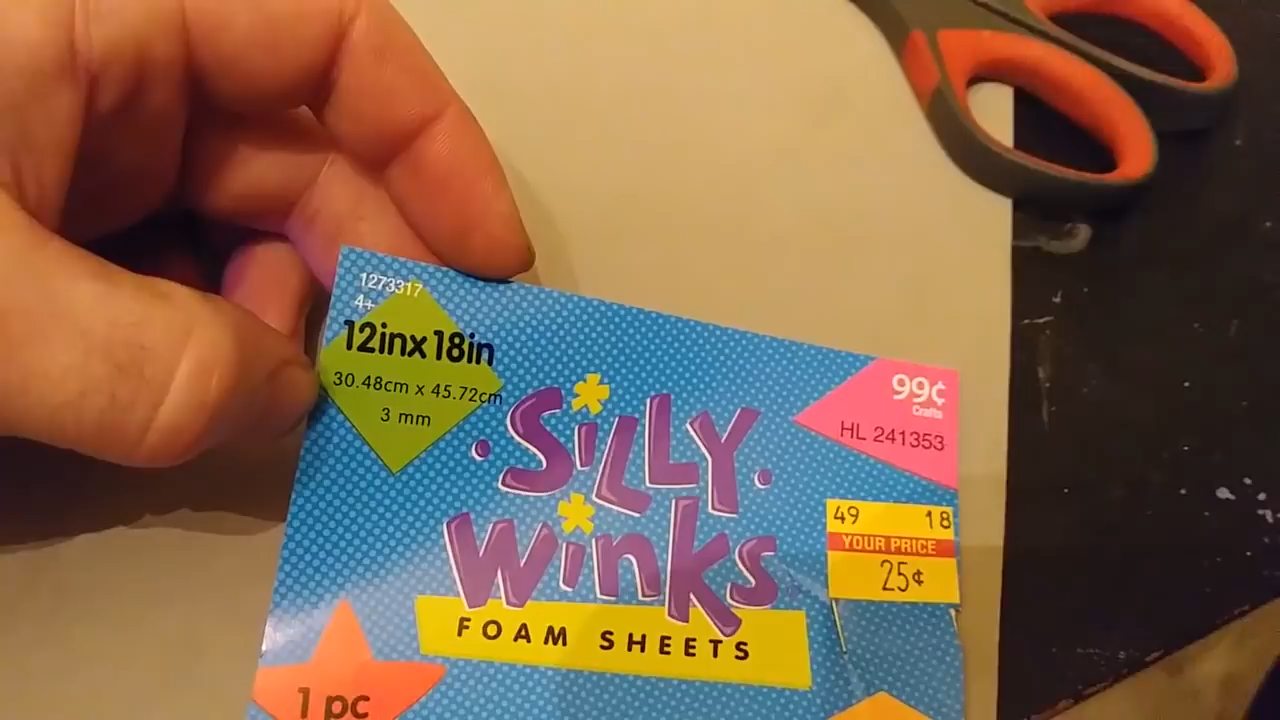 1273317
4+
12inx18in
30.48cm x 45.72cm
3 mm
99¢
Crafts
HL 241353
SiLLY
Winks
FOAM SHEETS
49 18
YOUR PRICE
25¢
1 pc